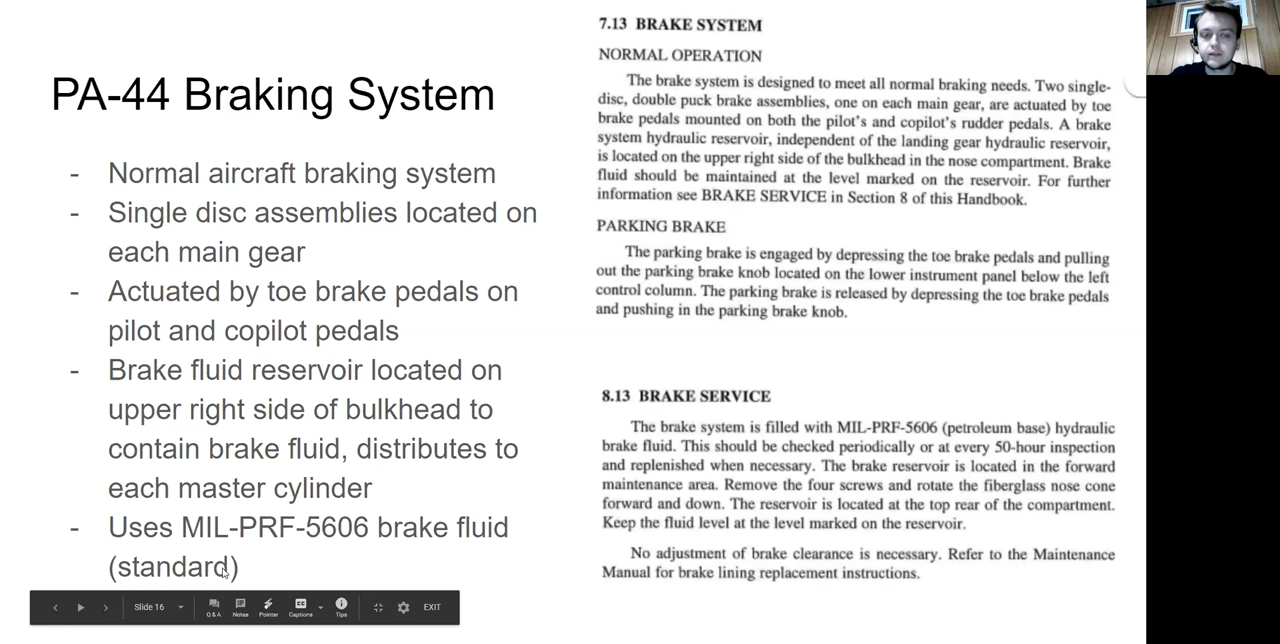 PA-44 Braking System
- Normal aircraft braking system
- Single disc assemblies located on
each main gear
- Actuated by toe brake pedals on
pilot and copilot pedals
- Brake fluid reservoir located on
upper right side of bulkhead to
contain brake fluid, distributes to
each master cylinder
- Uses MIL-PRF-5606 brake fluid
(standard)
7.13 BRAKE SYSTEM
NORMAL OPERATION
The brake system is designed to meet all normal braking needs. Two single-
disc, double puck brake assemblies, one on each main gear, are actuated by toe
brake pedals mounted on both the pilot's and copilot's rudder pedals. A brake
system hydraulic reservoir, independent of the landing gear hydraulic reservoir,
is located on the upper right side of the bulkhead in the nose compartment. Brake
fluid should be maintained at the level marked on the reservoir. For further
information see BRAKE SERVICE in Section 8 of this Handbook.
PARKING BRAKE
The parking brake is engaged by depressing the toe brake pedals and pulling
out the parking brake knob located on the lower instrument panel below the left
control column. The parking brake is released by depressing the toe brake pedals
and pushing in the parking brake knob.
8.13 BRAKE SERVICE
The brake system is filled with MIL-PRF-5606 (petroleum base) hydraulic
brake fluid. This should be checked periodically or at every 50-hour inspection
and replenished when necessary. The brake reservoir is located in the forward
maintenance area. Remove the four screws and rotate the fiberglass nose cone
forward and down. The reservoir is located at the top rear of the compartment.
Keep the fluid level at the level marked on the reservoir.
No adjustment of brake clearance is necessary. Refer to the Maintenance
Manual for brake lining replacement instructions.
Slide 16
Q & A
Notes
Pointer
CC
Captions
Tips
EXIT